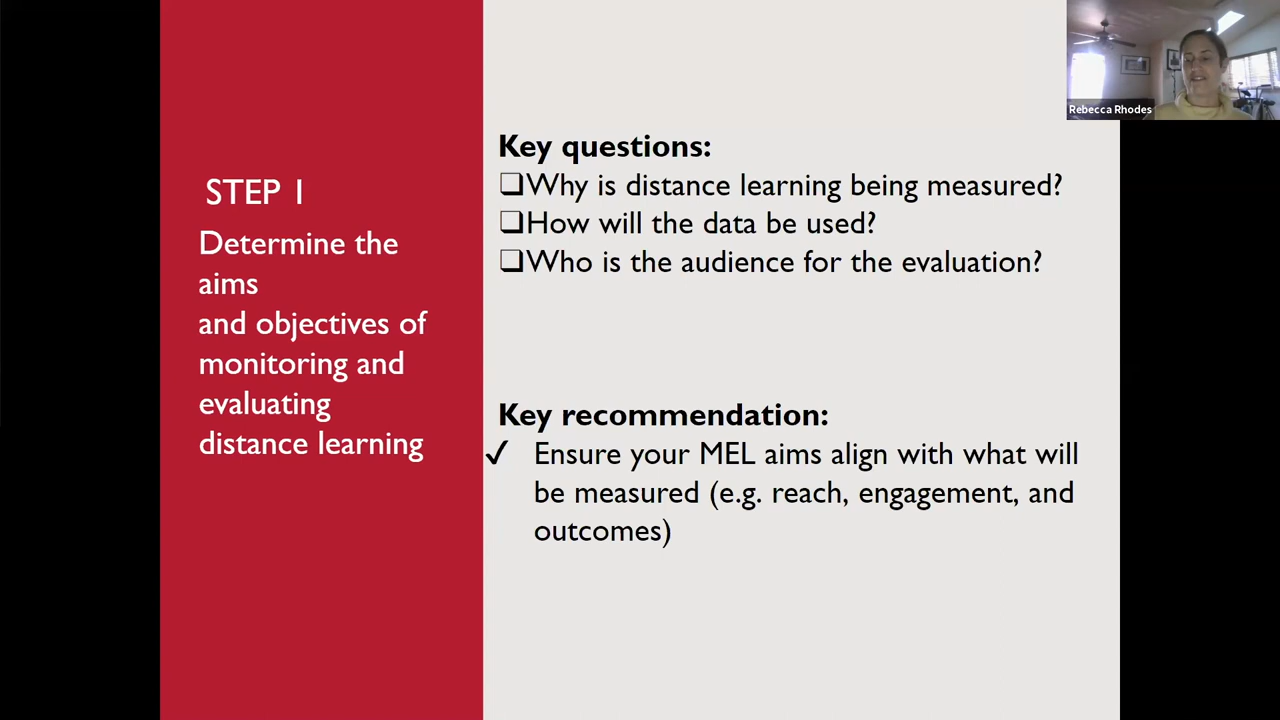 STEP 1
Determine the
aims
and objectives of
monitoring and
evaluating
distance learning
Key questions:
❑Why is distance learning being measured?
❑How will the data be used?
❑Who is the audience for the evaluation?
Key recommendation:
✓ Ensure your MEL aims align with what will
be measured (e.g. reach, engagement, and
outcomes)
Rebecca Rhodes